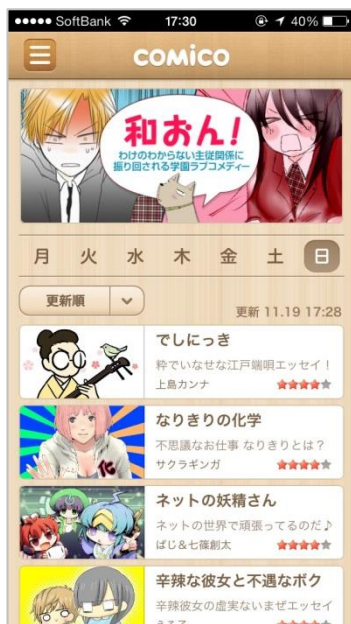 SoftBank 17:30 40%
comico
和おん!
わけのわからない主従関係に
振り回される学園ラブコメディー
月 火 水 木 金 土 日
更新順
更新 11.19 17:28
でしにっき
粋でいなせな江戸端唄エッセイ!
上島カンナ
なりきりの化学
不思議なお仕事 なりきりとは?
サクラギンガ
ネットの妖精さん
ネットの世界で頑張ってるのだ♪
ばじ&七篠創太
辛辣な彼女と不遇なボク
辛辣彼女の虚実ないまぜエッセイ